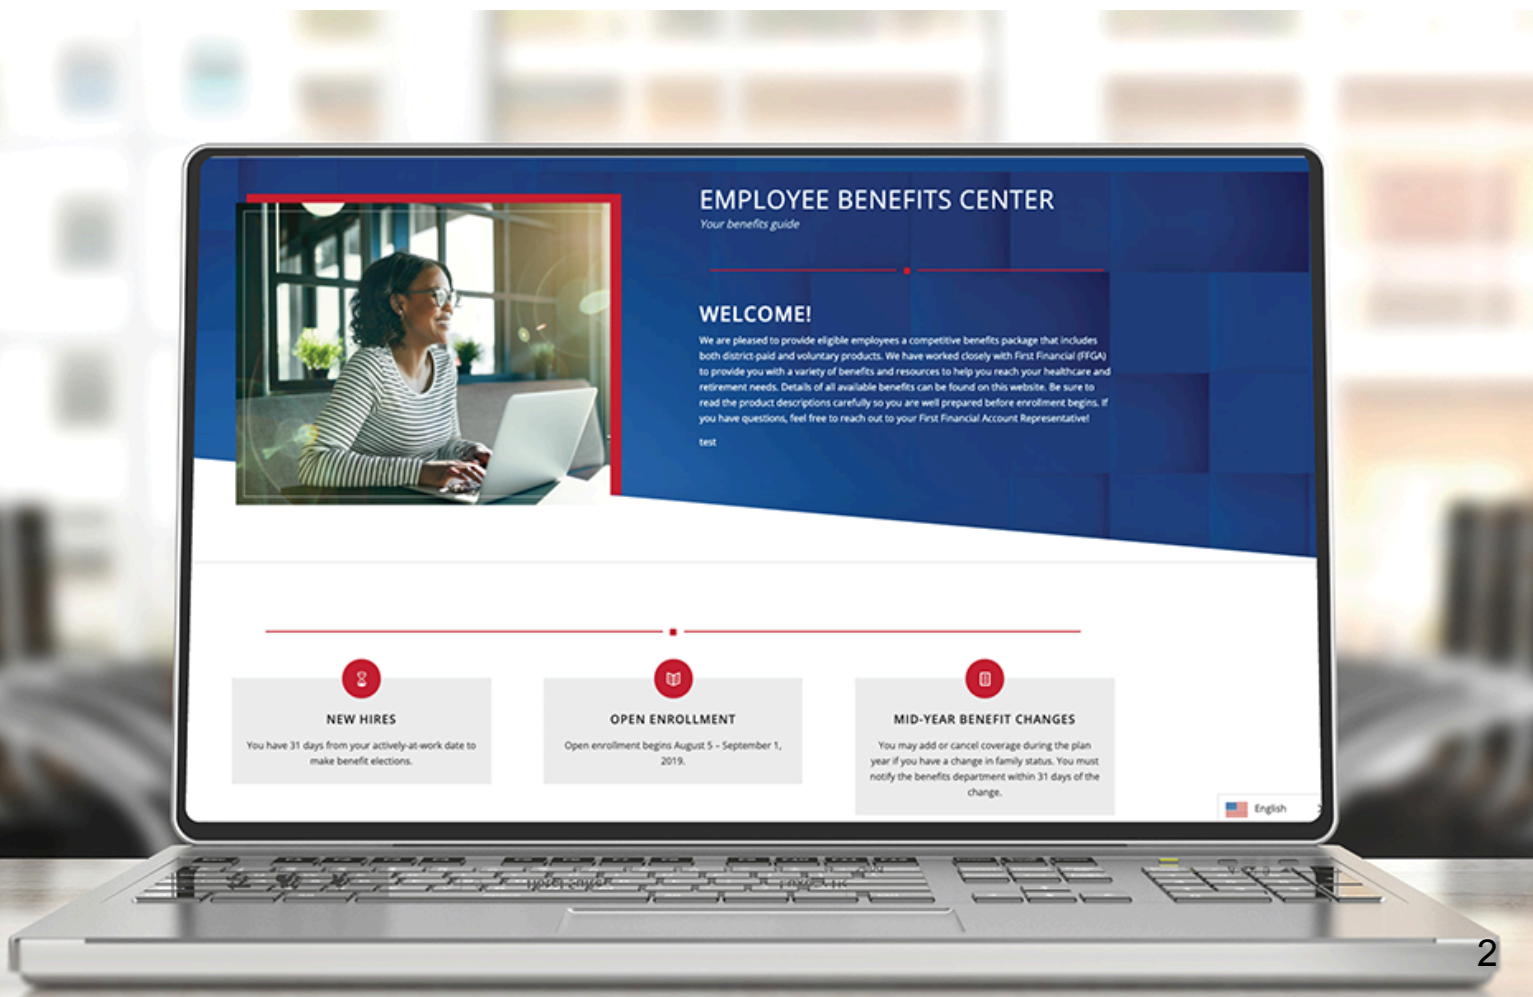 EMPLOYEE BENEFITS CENTER
Your benefits guide
WELCOME!
We are pleased to provide eligible employees a competitive benefits package that includes
both district-paid and voluntary products. We have worked closely with First Financial (FFGA)
to provide you with a variety of benefits and resources to help you reach your healthcare and
retirement needs. Details of all available benefits can be found on this website. Be sure to
read the product descriptions carefully so you are well prepared before enrollment begins. If
you have questions, feel free to reach out to your First Financial Account Representative!
test
NEW HIRES
You have 31 days from your actively-at-work date to
make benefit elections.
OPEN ENROLLMENT
Open enrollment begins August 5 – September 1,
2019.
MID-YEAR BENEFIT CHANGES
You may add or cancel coverage during the plan
year if you have a change in family status. You must
notify the benefits department within 31 days of the
change.
English
2